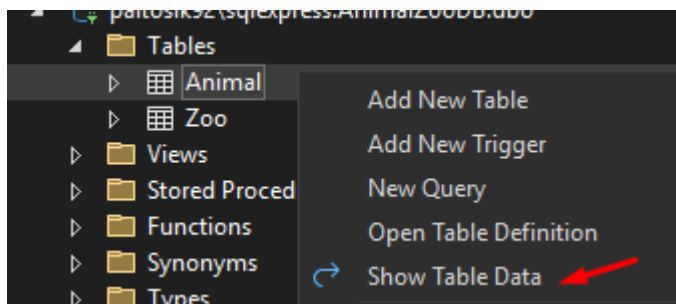 Tables
Animal
Zoo
Views
Stored Proced
Functions
Synonyms
Types
Add New Table
Add New Trigger
New Query
Open Table Definition
Show Table Data